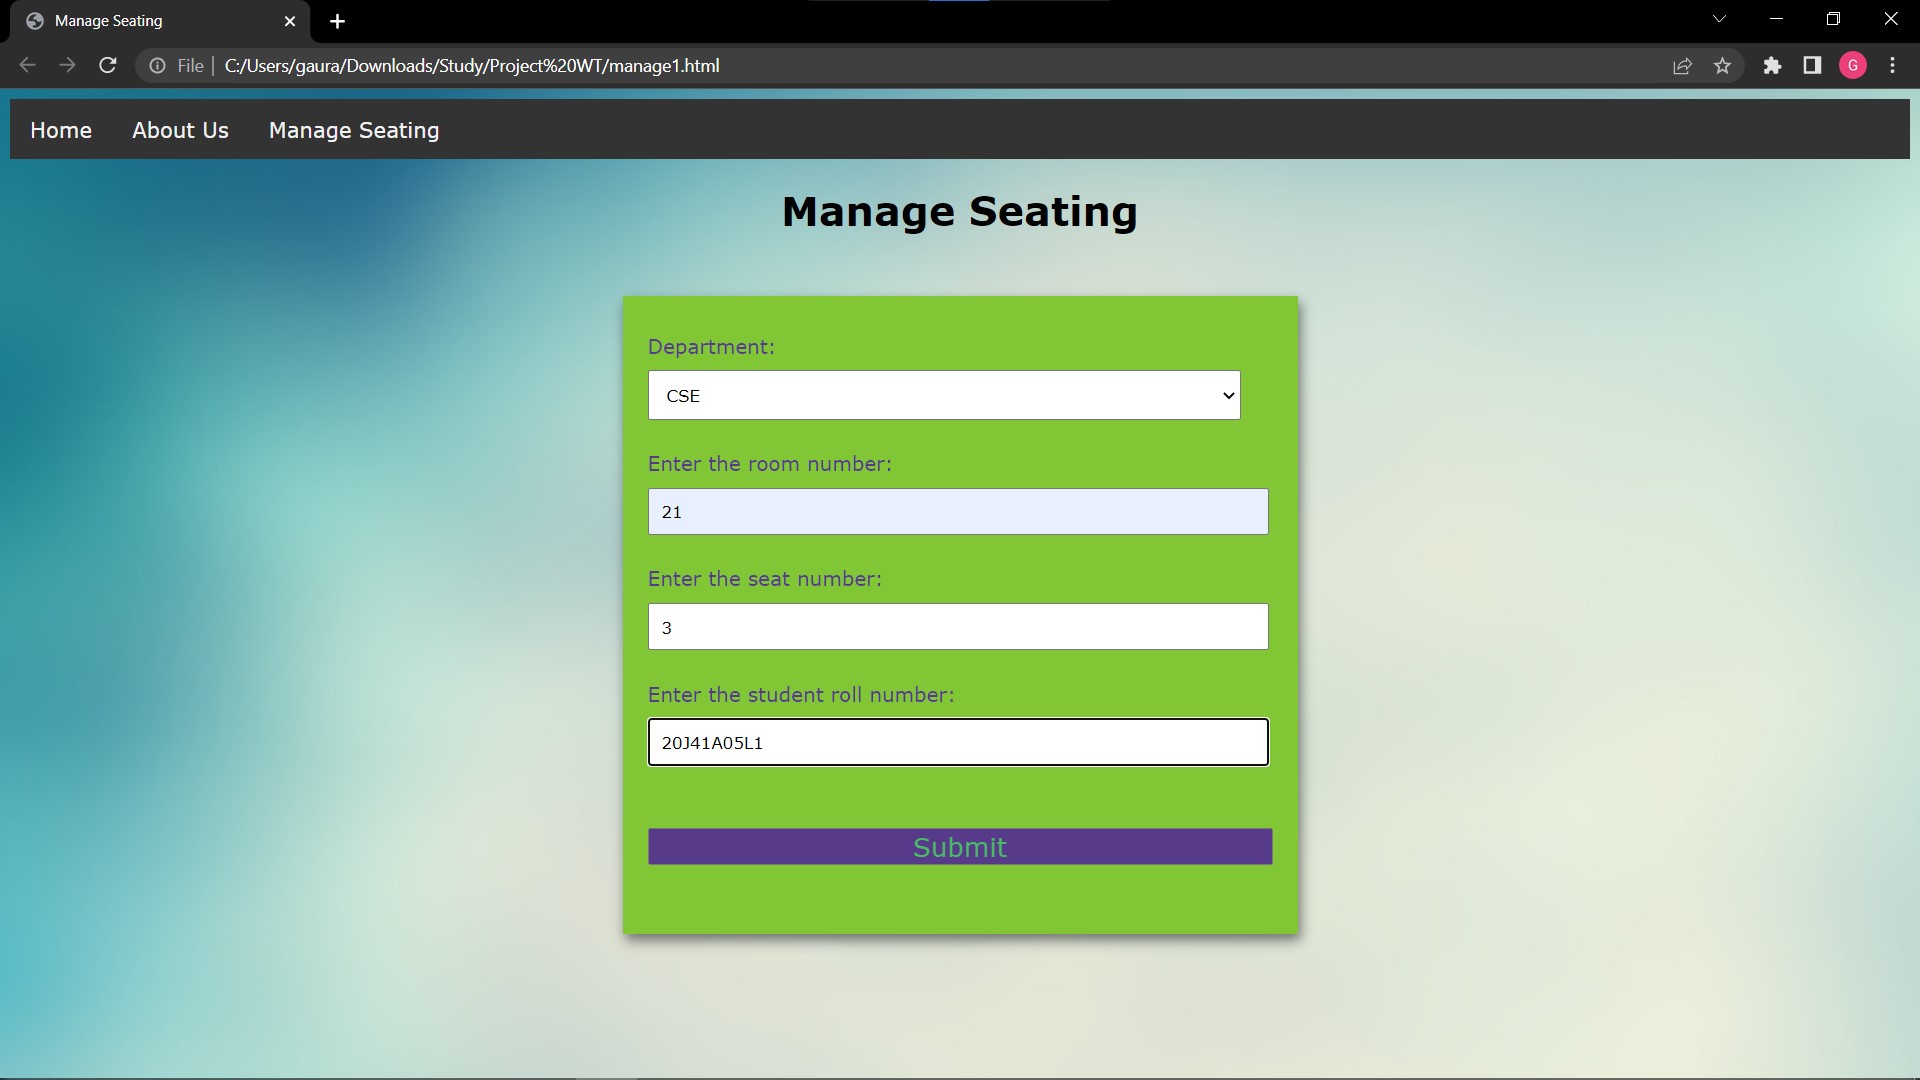 Manage Seating
File C:/Users/gaura/Downloads/Study/Project%20WT/manage1.html
G
Home About Us Manage Seating
Manage Seating
Department:
CSE
Enter the room number:
21
Enter the seat number:
3
Enter the student roll number:
20J41A05L1
Submit